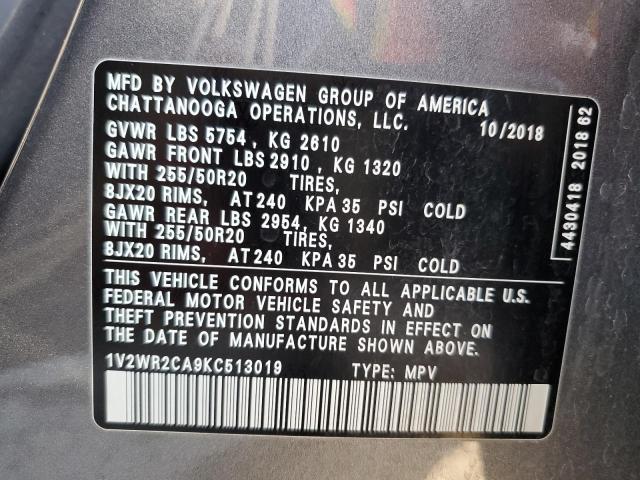 MFD BY VOLKSWAGEN GROUP OF AMERICA
CHATTANOOGA OPERATIONS, LLC. 10/2018
GVWR LBS 5754 , KG 2610
GAWR FRONT LBS 2910 , KG 1320
WITH 255/50R20 TIRES,
8JX20 RIMS, AT 240 KPA 35 PSI COLD
GAWR REAR LBS 2954, KG 1340
WITH 255/50R20 TIRES,
8JX20 RIMS, AT 240 KPA 35 PSI COLD
THIS VEHICLE CONFORMS TO ALL APPLICABLE U.S.
FEDERAL MOTOR VEHICLE SAFETY AND
THEFT PREVENTION STANDARDS IN EFFECT ON
THE DATE OF MANUFACTURE SHOWN ABOVE
1V2WR2CA9KC513019 TYPE: MPV
4430418 2018 62